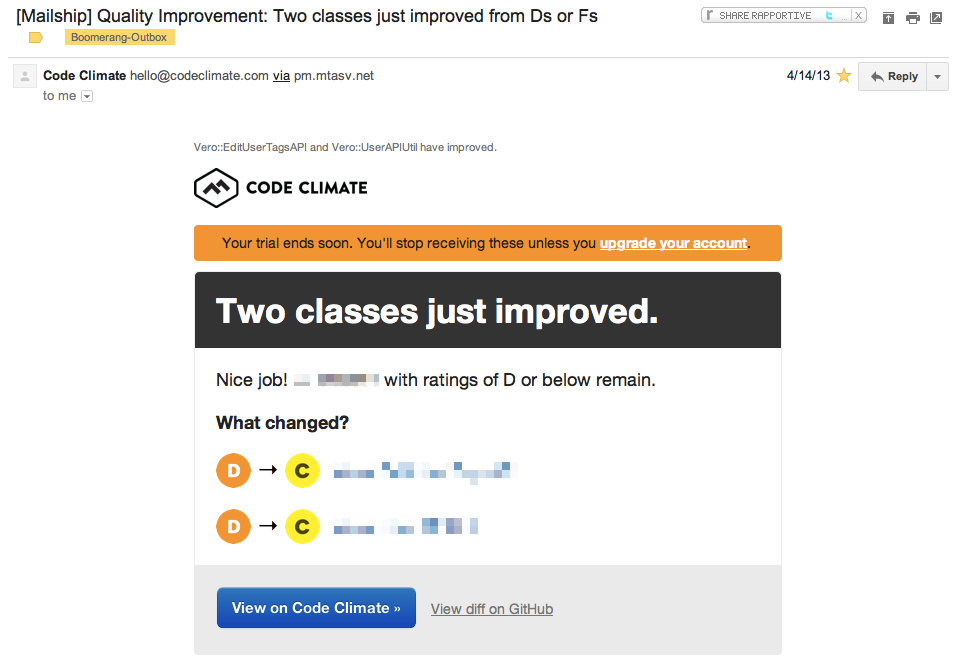 [Mailship] Quality Improvement: Two classes just improved from Ds or Fs
SHARE RAPPORTIVE
Boomerang-Outbox
Code Climate hello@codeclimate.com via pm.mtasv.net
4/14/13
Reply
to me
Vero::EditUserTagsAPI and Vero::UserAPIUtil have improved.
CODE CLIMATE
Your trial ends soon. You'll stop receiving these unless you upgrade your account.
Two classes just improved.
Nice job! with ratings of D or below remain.
What changed?
D → C
D → C
View on Code Climate »
View diff on GitHub